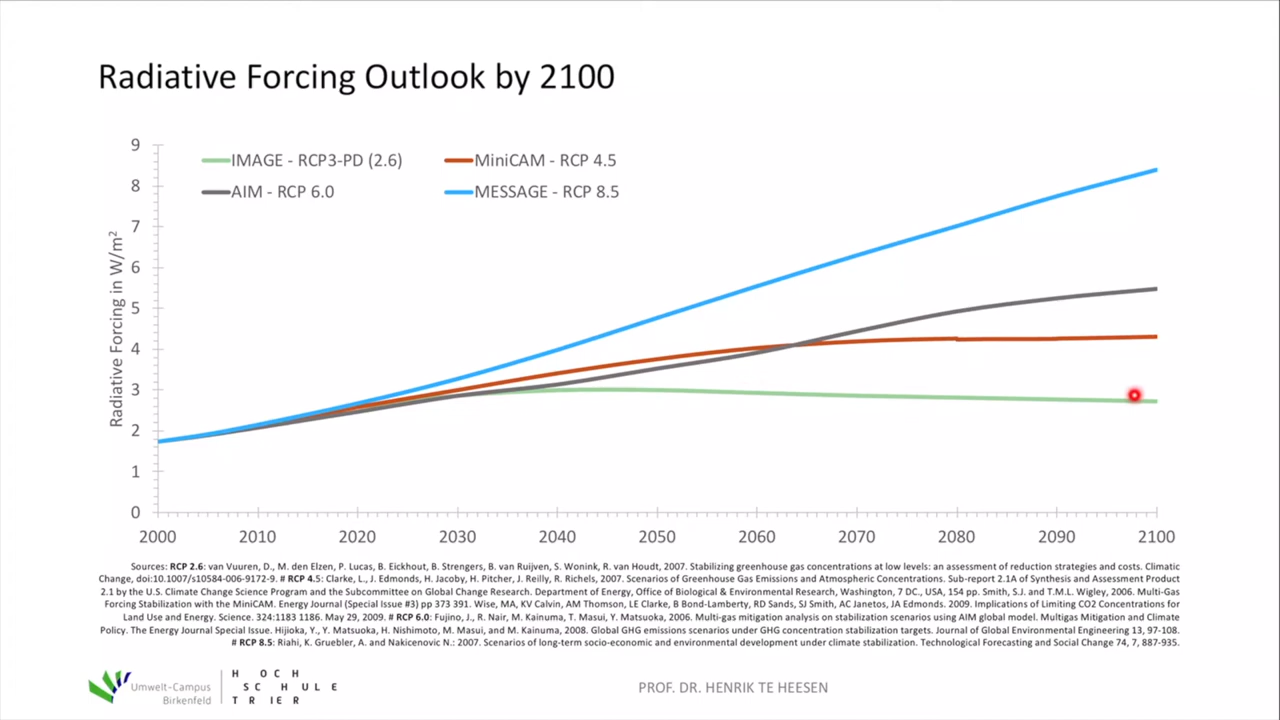 Radiative Forcing Outlook by 2100
9
8
7
6
5
4
3
2
1
0
Radiative Forcing in W/m²
IMAGE - RCP3-PD (2.6)
MiniCAM - RCP 4.5
AIM - RCP 6.0
MESSAGE - RCP 8.5
2000 2010 2020 2030 2040 2050 2060 2070 2080 2090 2100
Sources: RCP 2.6: van Vuuren, D., M. den Elzen, P. Lucas, B. Eickhout, B. Strengers, B. van Ruijven, S. Wonink, R. van Houdt, 2007. Stabilizing greenhouse gas concentrations at low levels: an assessment of reduction strategies and costs. Climatic
Change, doi:10.1007/s10584-006-9172-9. # RCP 4.5: Clarke, L., J. Edmonds, H. Jacoby, H. Pitcher, J. Reilly, R. Richels, 2007. Scenarios of Greenhouse Gas Emissions and Atmospheric Concentrations. Sub-report 2.1A of Synthesis and Assessment Product
2.1 by the U.S. Climate Change Science Program and the Subcommittee on Global Change Research. Department of Energy, Office of Biological & Environmental Research, Washington, 7 DC., USA, 154 pp. Smith, S.J. and T.M.L. Wigley, 2006. Multi-Gas
Forcing Stabilization with the MiniCAM. Energy Journal (Special Issue #3) pp 373 391. Wise, MA, KV Calvin, AM Thomson, LE Clarke, B Bond-Lamberty, RD Sands, SJ Smith, AC Janetos, JA Edmonds. 2009. Implications of Limiting CO2 Concentrations for
Land Use and Energy. Science. 324:1183 1186. May 29, 2009. # RCP 6.0: Fujino, J., R. Nair, M. Kainuma, T. Masui, Y. Matsuoka, 2006. Multi-gas mitigation analysis on stabilization scenarios using AIM global model. Multigas Mitigation and Climate
Policy. The Energy Journal Special Issue. Hijioka, Y., Y. Matsuoka, H. Nishimoto, M. Masui, and M. Kainuma, 2008. Global GHG emissions scenarios under GHG concentration stabilization targets. Journal of Global Environmental Engineering 13, 97-108.
# RCP 8.5: Riahi, K. Gruebler, A. and Nakicenovic N.: 2007. Scenarios of long-term socio-economic and environmental development under climate stabilization. Technological Forecasting and Social Change 74, 7, 887-935.
Umwelt-Campus
Birkenfeld
HOCH
SCHULE
TRIER
PROF. DR. HENRIK TE HEESEN